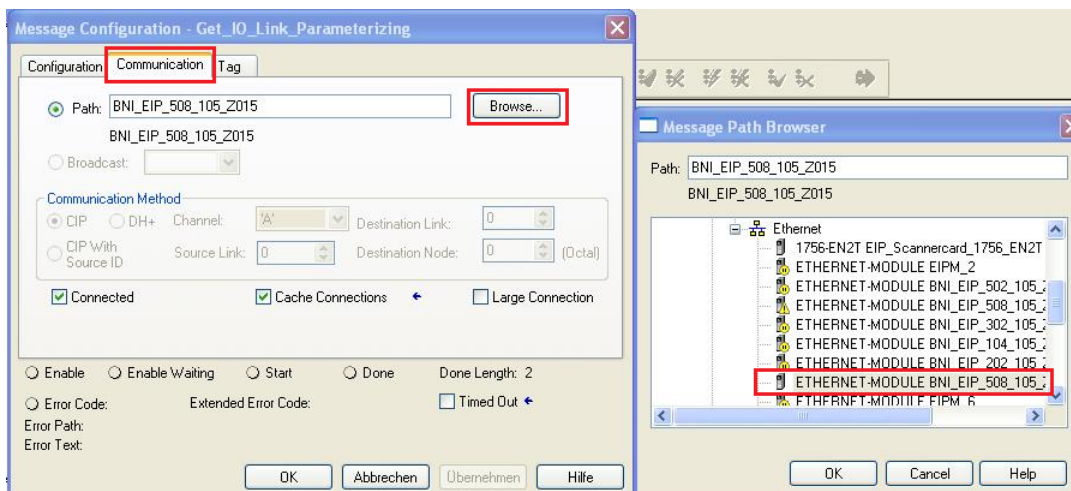 Message Configuration - Get_IO_Link_Parameterizing
Configuration Communication Tag
Path: BNI_EIP_508_105_Z015 Browse...
BNI_EIP_508_105_Z015
Broadcast:
Communication Method
CIP DH+ Channel: 'A' Destination Link: 0
CIP With Source ID Source Link: 0 Destination Node: 0 (Octal)
Connected Cache Connections Large Connection
Enable Enable Waiting Start Done Done Length: 2
Error Code: Extended Error Code: Timed Out
Error Path:
Error Text:
OK Abbrechen Übernehmen Hilfe
Message Path Browser
Path: BNI_EIP_508_105_Z015
BNI_EIP_508_105_Z015
Ethernet
1756-EN2T EIP_Scannercard_1756_EN2T
ETHERNET-MODULE EIPM_2
ETHERNET-MODULE BNI_EIP_502_105_
ETHERNET-MODULE BNI_EIP_508_105_
ETHERNET-MODULE BNI_EIP_302_105_
ETHERNET-MODULE BNI_EIP_104_105_
ETHERNET-MODULE BNI_EIP_202_105_
ETHERNET-MODULE BNI_EIP_508_105_
ETHERNET-MODULE EIPM_6
OK Cancel Help